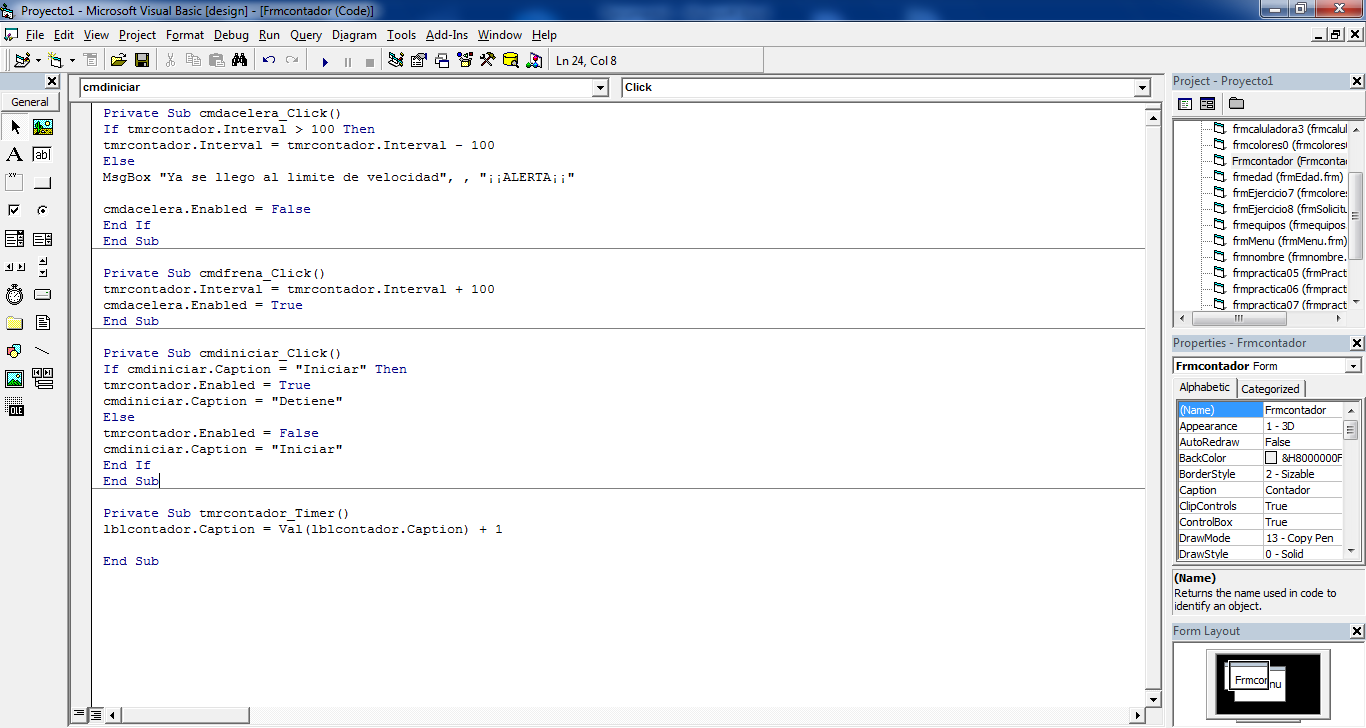 Proyecto1 - Microsoft Visual Basic [design] - [Frmcontador (Code)]
File Edit View Project Format Debug Run Query Diagram Tools Add-Ins Window Help
Ln 24, Col 8
General
A
ab|
xy
OLE
cmdiniciar
Click
Private Sub cmdacelera_Click()
If tmrcontador.Interval > 100 Then
tmrcontador.Interval = tmrcontador.Interval - 100
Else
MsgBox "Ya se llego al limite de velocidad", , "¡¡ALERTA¡¡"
cmdacelera.Enabled = False
End If
End Sub
Private Sub cmdfrena_Click()
tmrcontador.Interval = tmrcontador.Interval + 100
cmdacelera.Enabled = True
End Sub
Private Sub cmdiniciar_Click()
If cmdiniciar.Caption = "Iniciar" Then
tmrcontador.Enabled = True
cmdiniciar.Caption = "Detiene"
Else
tmrcontador.Enabled = False
cmdiniciar.Caption = "Iniciar"
End If
End Sub
Private Sub tmrcontador_Timer()
lblcontador.Caption = Val(lblcontador.Caption) + 1
End Sub
Project - Proyecto1
frmcaluladora3 (frmcalul
frmcolores0 (frmcolores
Frmcontador (Frmconta
frmedad (frmEdad.frm)
frmEjercicio7 (frmcolore
frmEjercicio8 (frmSolicitu
frmequipos (frmequipos
frmMenu (frmMenu.frm)
frmnombre (frmnombre.
frmpractica05 (frmPract
frmpractica06 (frmpract
frmpractica07 (frmpract
Properties - Frmcontador
Frmcontador Form
Alphabetic Categorized
(Name) Frmcontador
Appearance 1 - 3D
AutoRedraw False
BackColor &H8000000F
BorderStyle 2 - Sizable
Caption Contador
ClipControls True
ControlBox True
DrawMode 13 - Copy Pen
DrawStyle 0 - Solid
(Name)
Returns the name used in code to
identify an object.
Form Layout
Frmcor
nu